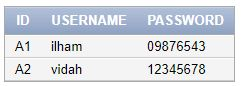 ID USERNAME PASSWORD
A1 ilham 09876543
A2 vidah 12345678